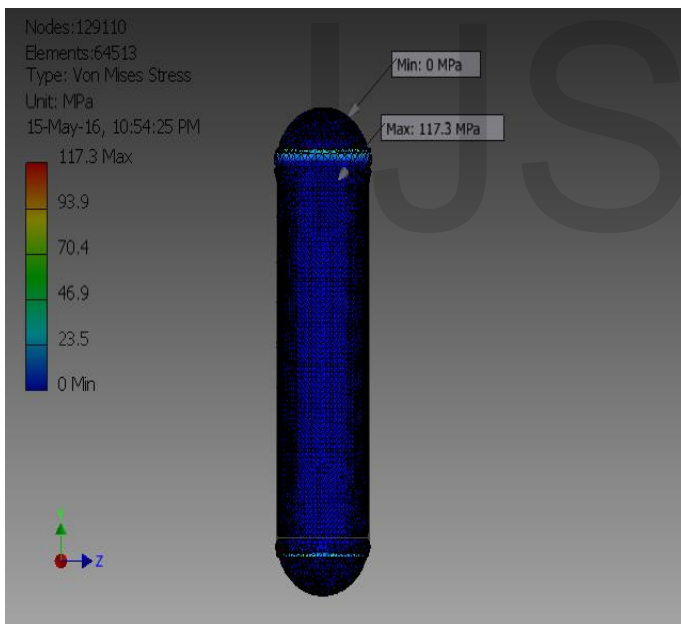 Nodes:129110
Elements:64513
Type: Von Mises Stress
Unit: MPa
15-May-16, 10:54:25 PM
117.3 Max
93.9
70.4
46.9
23.5
0 Min
Min: 0 MPa
Max: 117.3 MPa
Y
Z
IJS